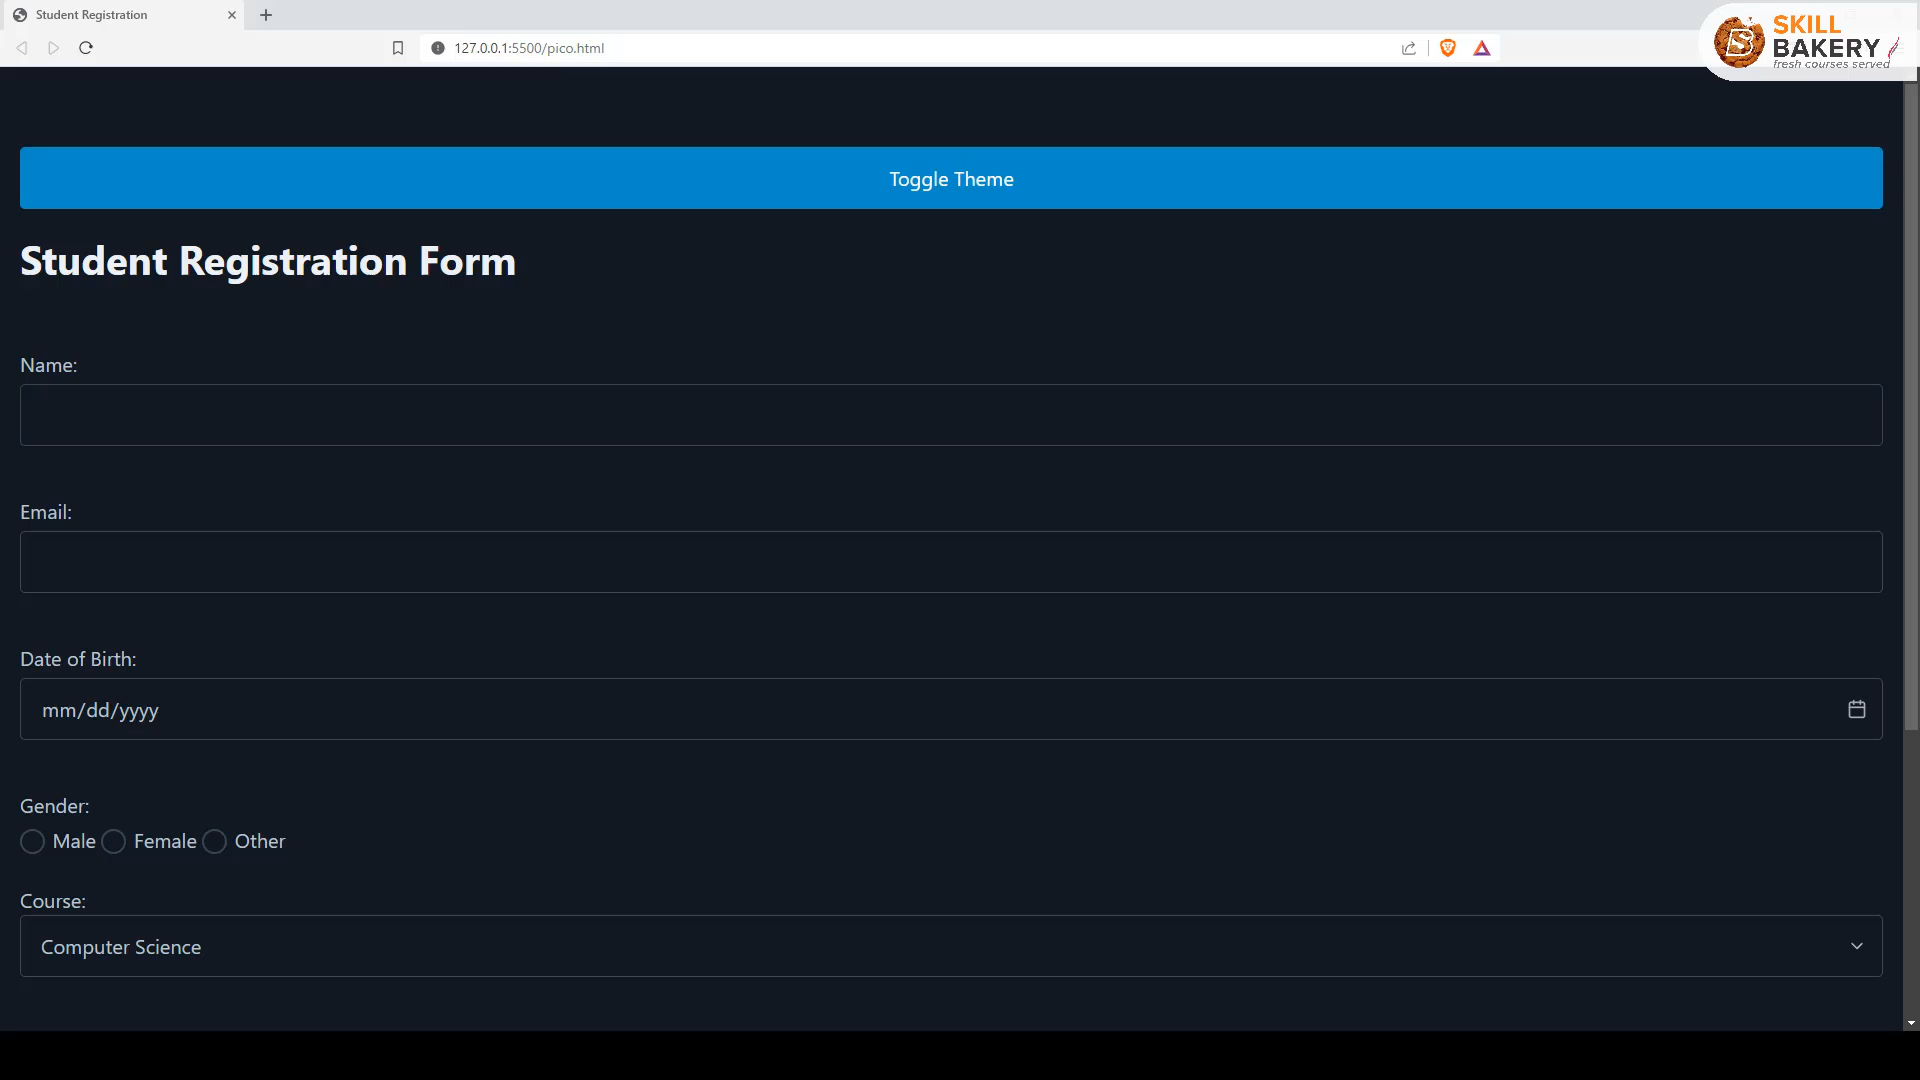 Student Registration
127.0.0.1:5500/pico.html
SKILL
BAKERY
fresh courses served
Toggle Theme
Student Registration Form
Name:
Email:
Date of Birth:
mm/dd/yyyy
Gender:
Male Female Other
Course:
Computer Science